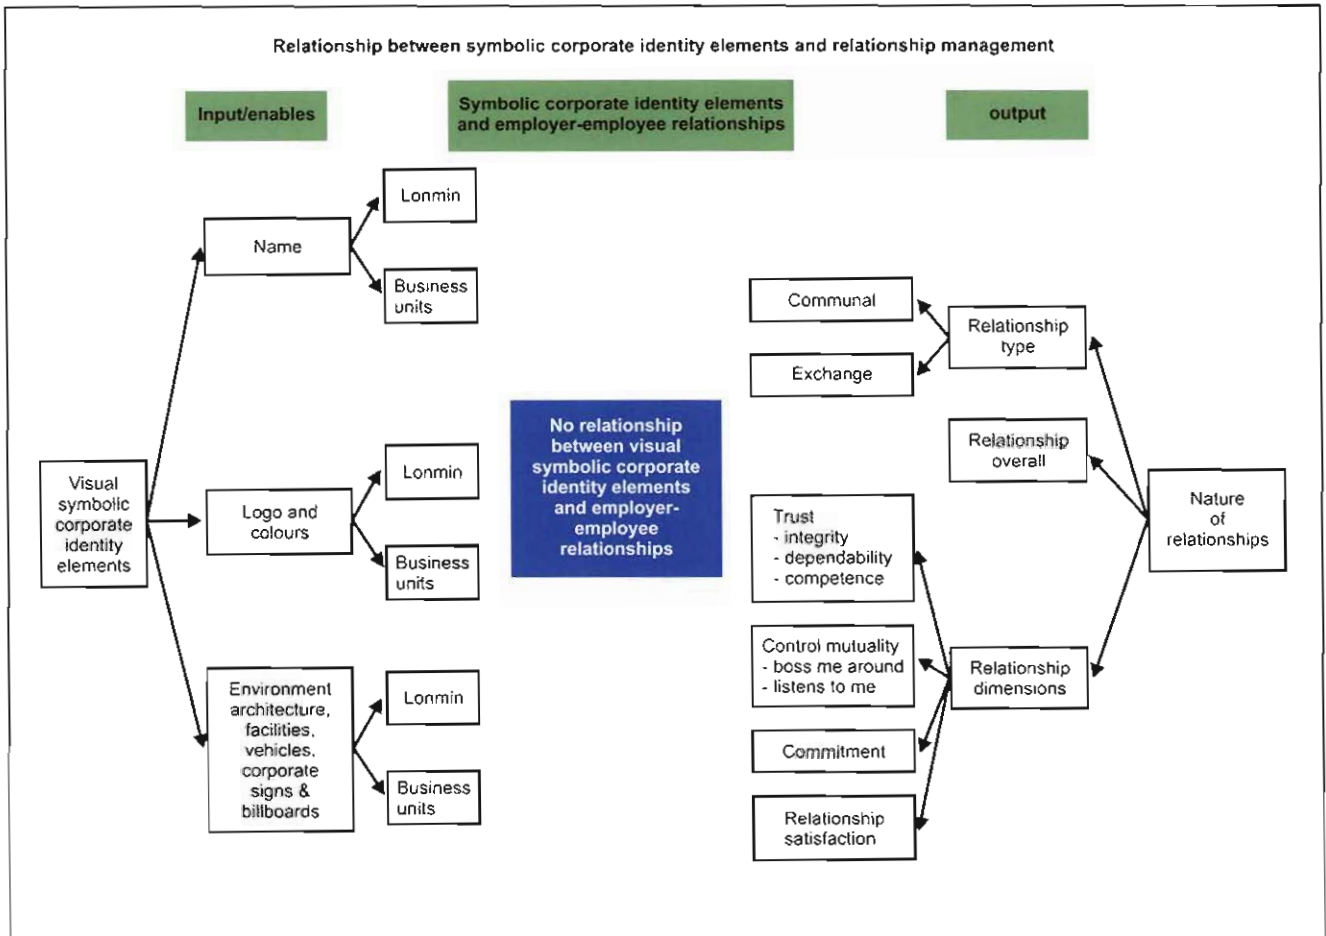 Relationship between symbolic corporate identity elements and relationship management
Input/enables
Symbolic corporate identity elements
and employer-employee relationships
output
Lonmin
Name
Business
units
Communal
Relationship
type
Exchange
No relationship
between visual
symbolic corporate
identity elements
and employer-
employee
relationships
Relationship
overall
Lonmin
Visual
symbolic
corporate
identity
elements
Logo and
colours
Business
units
Trust
- integrity
- dependability
- competence
Nature
of
relationships
Control mutuality
- boss me around
- listens to me
Relationship
dimensions
Environment
architecture,
facilities,
vehicles,
corporate
signs &
billboards
Lonmin
Business
units
Commitment
Relationship
satisfaction